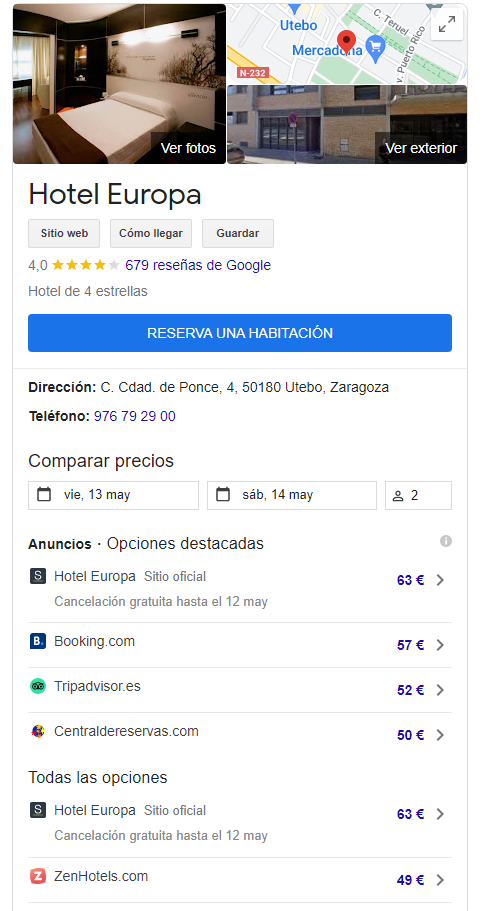 Utebo
Mercadona
C. Teruel
v. Puerto Rico
N-232
Ver fotos
Ver exterior
Hotel Europa
Sitio web
Cómo llegar
Guardar
4,0 679 reseñas de Google
Hotel de 4 estrellas
RESERVA UNA HABITACIÓN
Dirección: C. Cdad. de Ponce, 4, 50180 Utebo, Zaragoza
Teléfono: 976 79 29 00
Comparar precios
vie, 13 may
sáb, 14 may
2
Anuncios · Opciones destacadas
S Hotel Europa Sitio oficial 63 €
Cancelación gratuita hasta el 12 may
B. Booking.com 57 €
Tripadvisor.es 52 €
Centraldereservas.com 50 €
Todas las opciones
S Hotel Europa Sitio oficial 63 €
Cancelación gratuita hasta el 12 may
Z ZenHotels.com 49 €